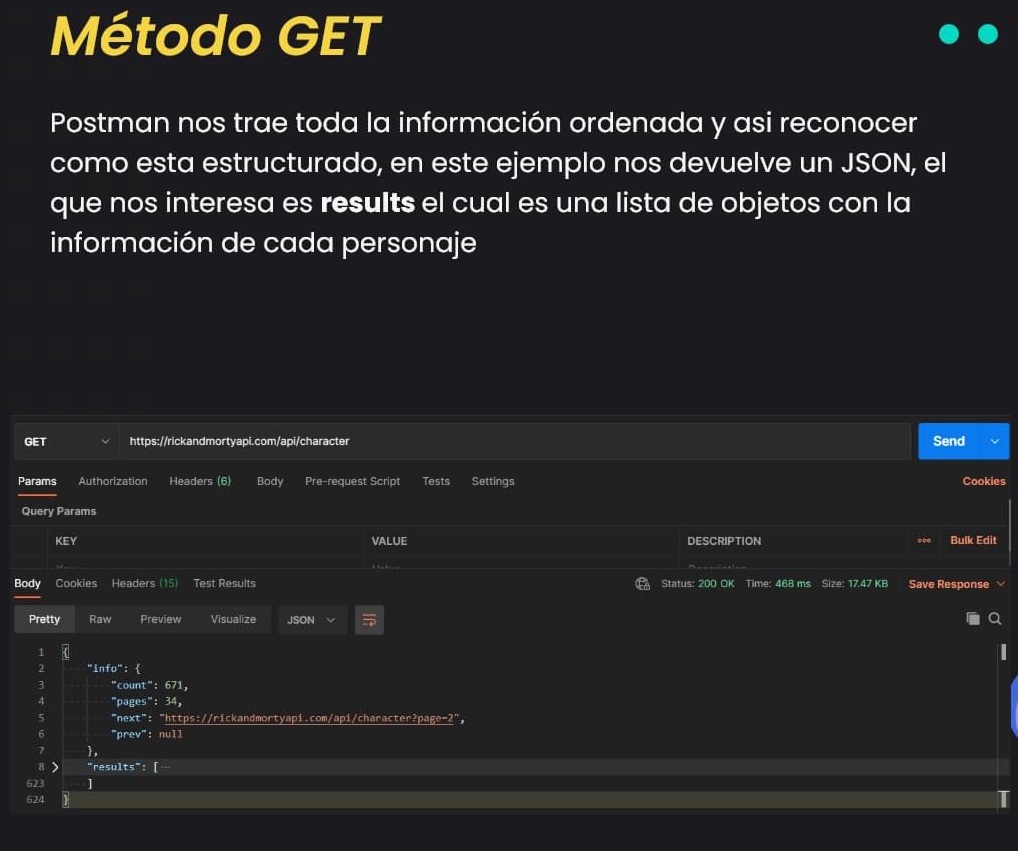 Método GET
Postman nos trae toda la información ordenada y asi reconocer
como esta estructurado, en este ejemplo nos devuelve un JSON, el
que nos interesa es results el cual es una lista de objetos con la
información de cada personaje
GET https://rickandmortyapi.com/api/character Send
Params Authorization Headers (6) Body Pre-request Script Tests Settings Cookies
Query Params
KEY VALUE DESCRIPTION ooo Bulk Edit
Body Cookies Headers (15) Test Results Status: 200 OK Time: 468 ms Size: 17.47 KB Save Response
Pretty Raw Preview Visualize JSON
1 {
2 "info": {
3 "count": 671,
4 "pages": 34,
5 "next": "https://rickandmortyapi.com/api/character?page=2",
6 "prev": null
7 },
8 "results": [ ...
623 ]
624 }